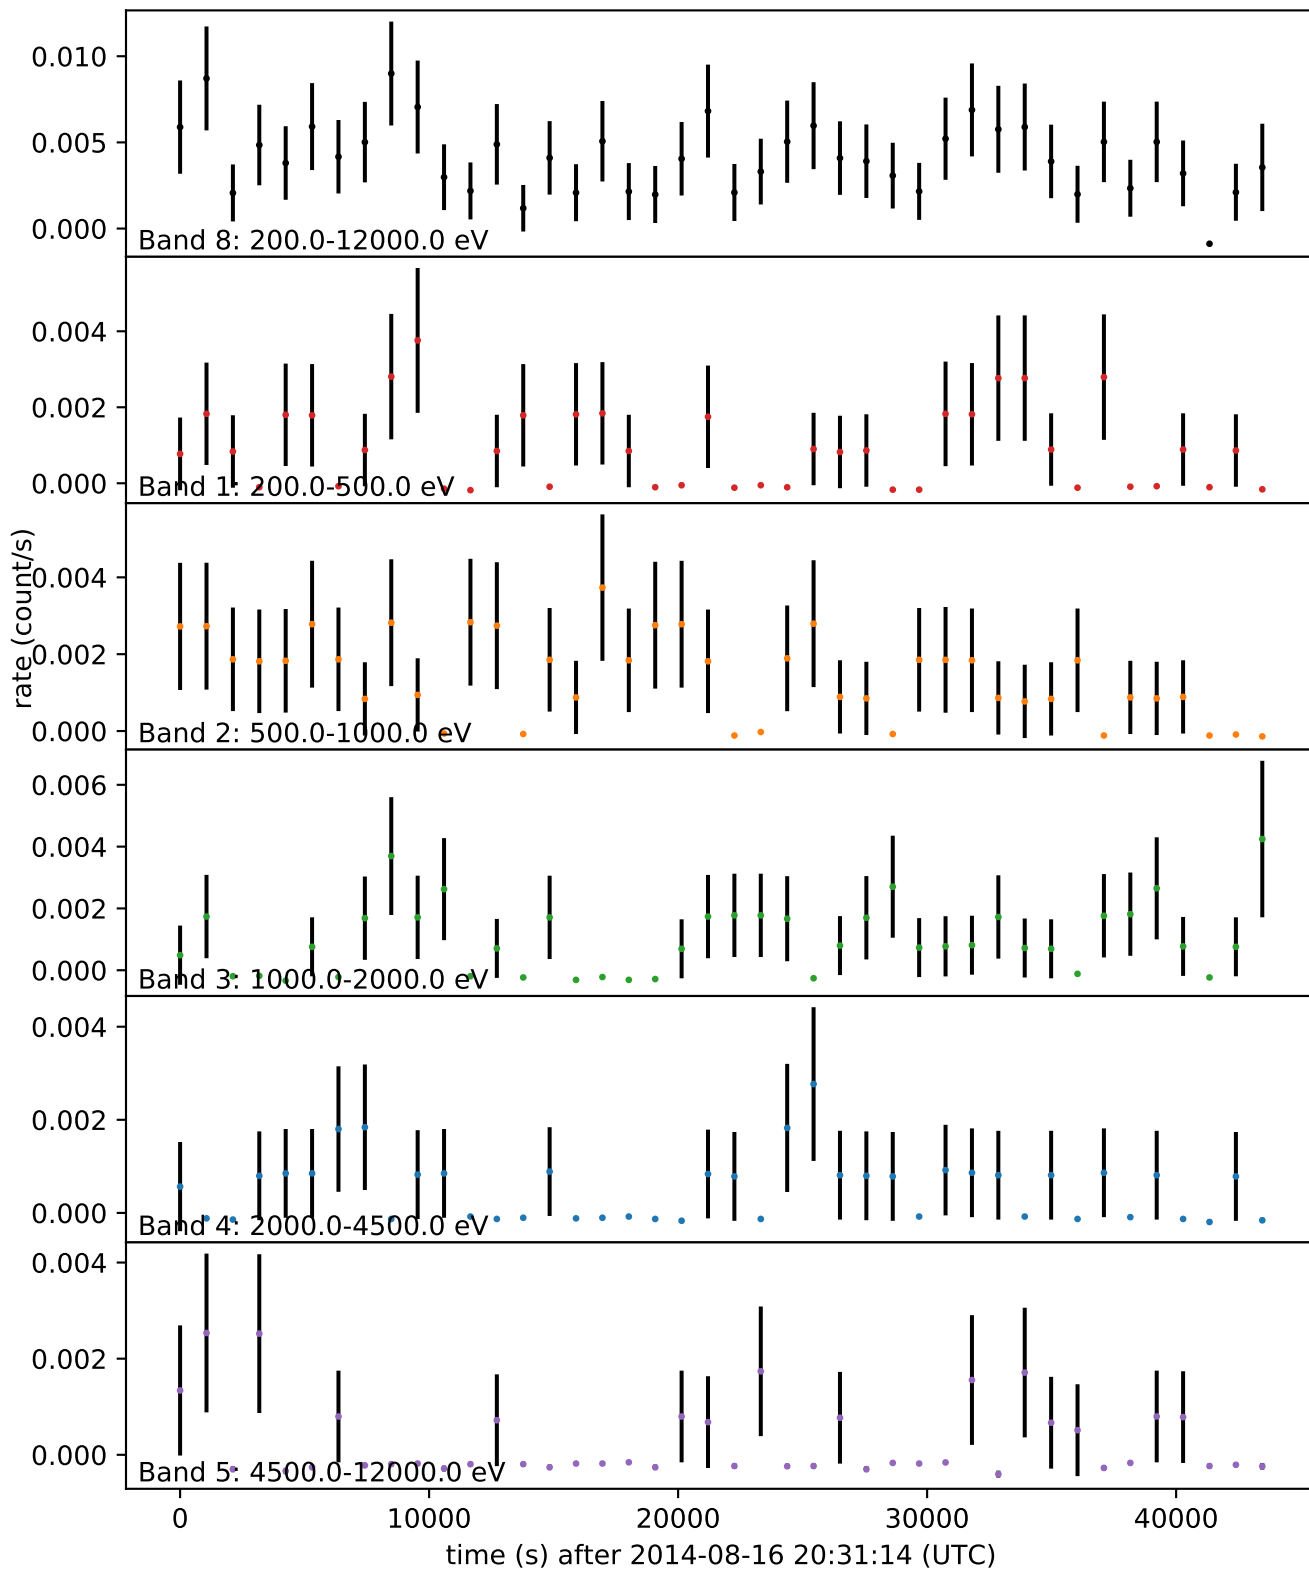 0.010
0.005
0.000
Band 8: 200.0-12000.0 eV
0.004
0.002
0.000
Band 1: 200.0-500.0 eV
rate (count/s)
0.004
0.002
0.000
Band 2: 500.0-1000.0 eV
0.006
0.004
0.002
0.000
Band 3: 1000.0-2000.0 eV
0.004
0.002
0.000
Band 4: 2000.0-4500.0 eV
0.004
0.002
0.000
Band 5: 4500.0-12000.0 eV
0 10000 20000 30000 40000
time (s) after 2014-08-16 20:31:14 (UTC)